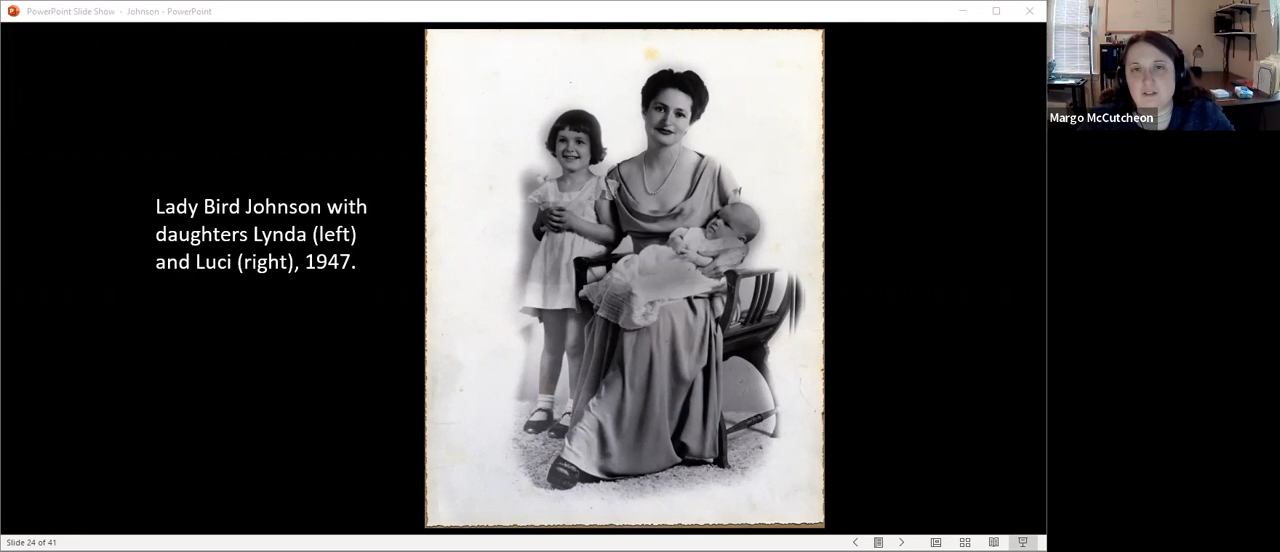 PowerPoint Slide Show - Johnson - PowerPoint
Margo McCutcheon
Lady Bird Johnson with
daughters Lynda (left)
and Luci (right), 1947.
Slide 24 of 41